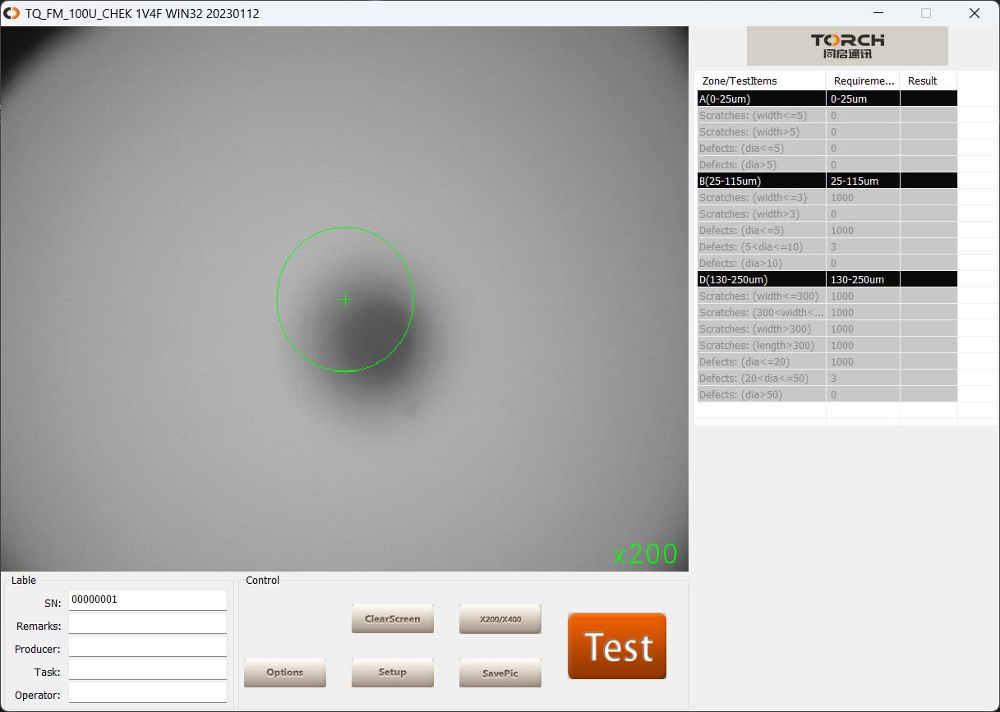 TQ_FM_100U_CHEK 1V4F WIN32 20230112
TORCH
同启通讯
Zone/TestItems Requireme... Result
A(0-25um) 0-25um
Scratches: (width<=5) 0
Scratches: (width>5) 0
Defects: (dia<=5) 0
Defects: (dia>5) 0
B(25-115um) 25-115um
Scratches: (width<=3) 1000
Scratches: (width>3) 0
Defects: (dia<=5) 1000
Defects: (5<dia<=10) 3
Defects: (dia>10) 0
D(130-250um) 130-250um
Scratches: (width<=300) 1000
Scratches: (300<width<... 1000
Scratches: (width>300) 1000
Scratches: (length>300) 1000
Defects: (dia<=20) 1000
Defects: (20<dia<=50) 3
Defects: (dia>50) 0
x200
Lable
SN: 00000001
Remarks:
Producer:
Task:
Operator:
Control
ClearScreen X200/X400
Options Setup SavePic
Test